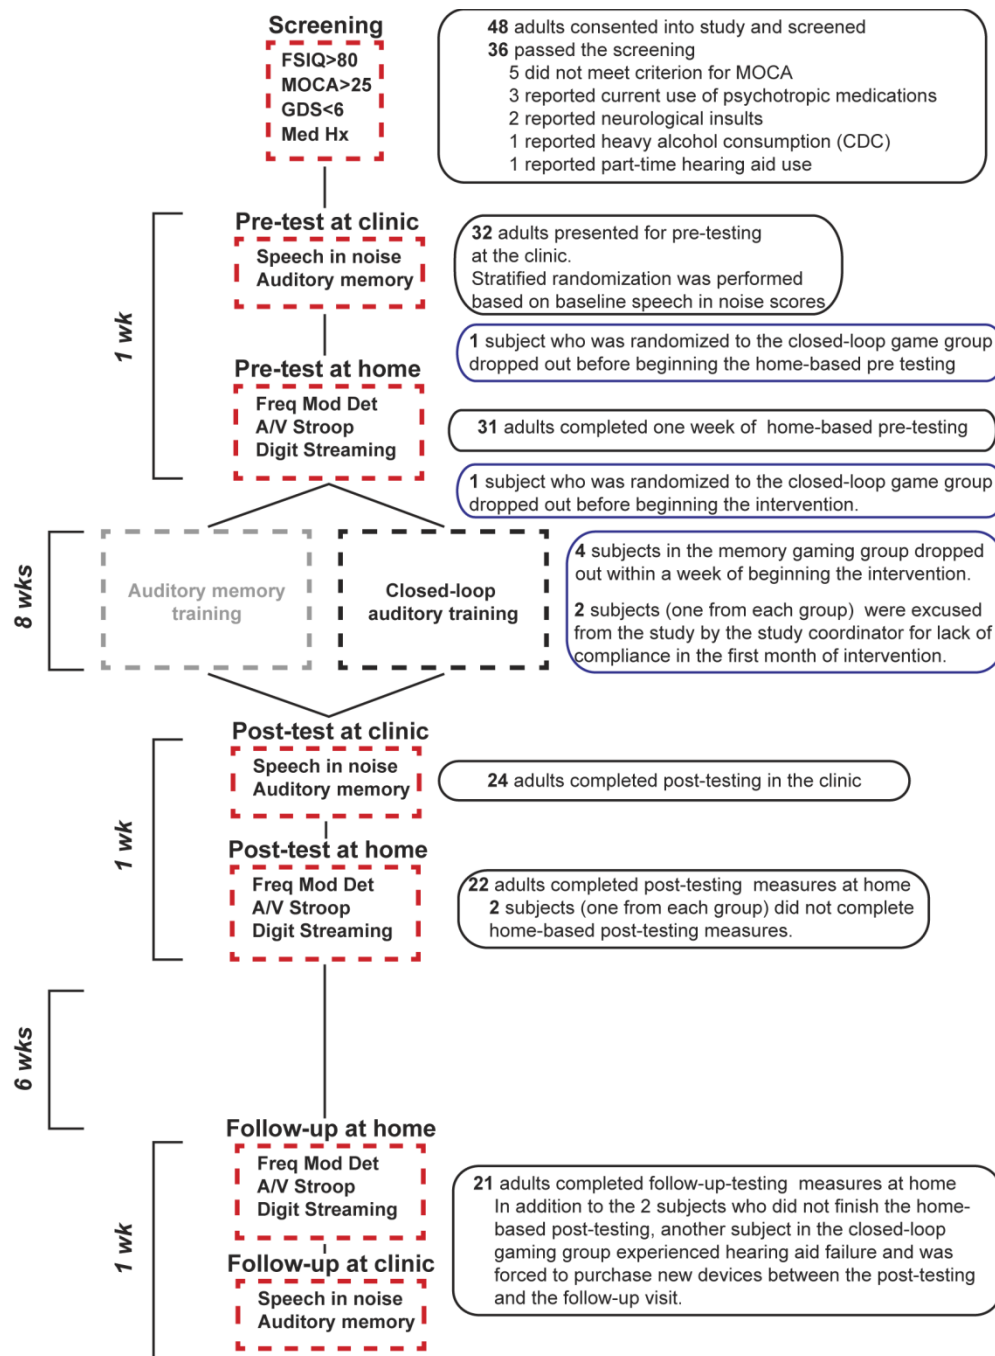 Screening
FSIQ>80
MOCA>25
GDS<6
Med Hx
48 adults consented into study and screened
36 passed the screening
5 did not meet criterion for MOCA
3 reported current use of psychotropic medications
2 reported neurological insults
1 reported heavy alcohol consumption (CDC)
1 reported part-time hearing aid use
1 wk
Pre-test at clinic
Speech in noise
Auditory memory
32 adults presented for pre-testing
at the clinic.
Stratified randomization was performed
based on baseline speech in noise scores
1 subject who was randomized to the closed-loop game group
dropped out before beginning the home-based pre testing
Pre-test at home
Freq Mod Det
A/V Stroop
Digit Streaming
31 adults completed one week of home-based pre-testing
1 subject who was randomized to the closed-loop game group
dropped out before beginning the intervention.
8 wks
Auditory memory
training
Closed-loop
auditory training
4 subjects in the memory gaming group dropped
out within a week of beginning the intervention.
2 subjects (one from each group) were excused
from the study by the study coordinator for lack of
compliance in the first month of intervention.
1 wk
Post-test at clinic
Speech in noise
Auditory memory
24 adults completed post-testing in the clinic
Post-test at home
Freq Mod Det
A/V Stroop
Digit Streaming
22 adults completed post-testing measures at home
2 subjects (one from each group) did not complete
home-based post-testing measures.
6 wks
1 wk
Follow-up at home
Freq Mod Det
A/V Stroop
Digit Streaming
21 adults completed follow-up-testing measures at home
In addition to the 2 subjects who did not finish the home-
based post-testing, another subject in the closed-loop
gaming group experienced hearing aid failure and was
forced to purchase new devices between the post-testing
and the follow-up visit.
Follow-up at clinic
Speech in noise
Auditory memory